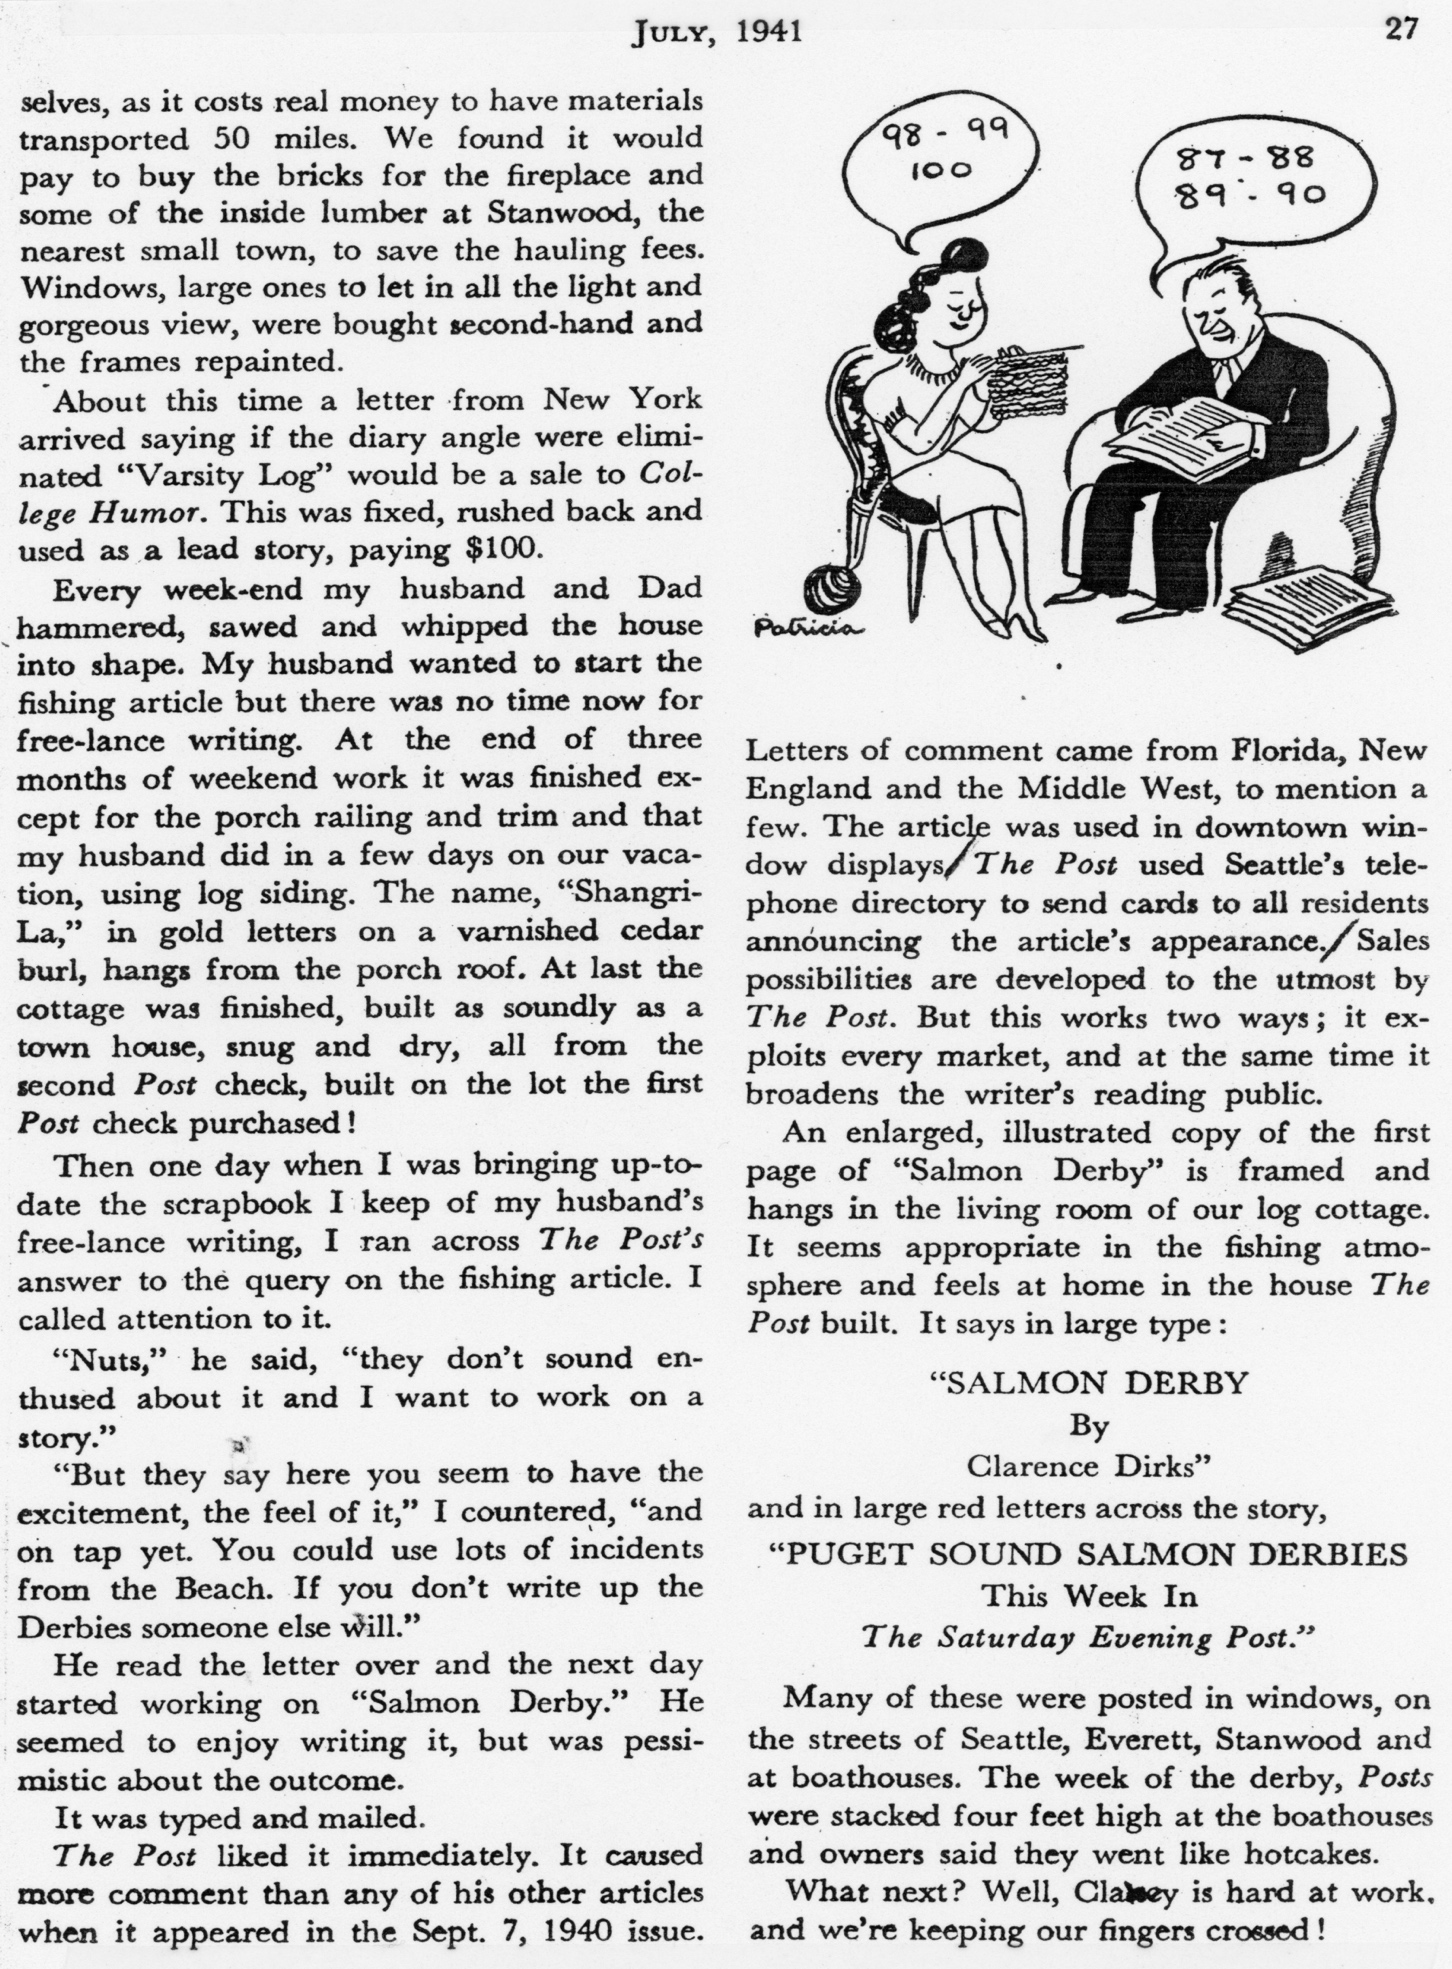 JULY, 1941
27
selves, as it costs real money to have materials
transported 50 miles. We found it would
pay to buy the bricks for the fireplace and
some of the inside lumber at Stanwood, the
nearest small town, to save the hauling fees.
Windows, large ones to let in all the light and
gorgeous view, were bought second-hand and
the frames repainted.
About this time a letter from New York
arrived saying if the diary angle were elimi-
nated “Varsity Log” would be a sale to Col-
lege Humor. This was fixed, rushed back and
used as a lead story, paying $100.
Every week-end my husband and Dad
hammered, sawed and whipped the house
into shape. My husband wanted to start the
fishing article but there was no time now for
free-lance writing. At the end of three
months of weekend work it was finished ex-
cept for the porch railing and trim and that
my husband did in a few days on our vaca-
tion, using log siding. The name, “Shangri-
La,” in gold letters on a varnished cedar
burl, hangs from the porch roof. At last the
cottage was finished, built as soundly as a
town house, snug and dry, all from the
second Post check, built on the lot the first
Post check purchased!
Then one day when I was bringing up-to-
date the scrapbook I keep of my husband’s
free-lance writing, I ran across The Post’s
answer to the query on the fishing article. I
called attention to it.
“Nuts,” he said, “they don’t sound en-
thused about it and I want to work on a
story.”
“But they say here you seem to have the
excitement, the feel of it,” I countered, “and
on tap yet. You could use lots of incidents
from the Beach. If you don’t write up the
Derbies someone else will.”
He read the letter over and the next day
started working on “Salmon Derby.” He
seemed to enjoy writing it, but was pessi-
mistic about the outcome.
It was typed and mailed.
The Post liked it immediately. It caused
more comment than any of his other articles
when it appeared in the Sept. 7, 1940 issue.
98 - 99
100
87 - 88
89 - 90
Patricia
Letters of comment came from Florida, New
England and the Middle West, to mention a
few. The article was used in downtown win-
dow displays/ The Post used Seattle’s tele-
phone directory to send cards to all residents
announcing the article’s appearance./ Sales
possibilities are developed to the utmost by
The Post. But this works two ways; it ex-
ploits every market, and at the same time it
broadens the writer’s reading public.
An enlarged, illustrated copy of the first
page of “Salmon Derby” is framed and
hangs in the living room of our log cottage.
It seems appropriate in the fishing atmo-
sphere and feels at home in the house The
Post built. It says in large type:
“SALMON DERBY
By
Clarence Dirks”
and in large red letters across the story,
“PUGET SOUND SALMON DERBIES
This Week In
The Saturday Evening Post.”
Many of these were posted in windows, on
the streets of Seattle, Everett, Stanwood and
at boathouses. The week of the derby, Posts
were stacked four feet high at the boathouses
and owners said they went like hotcakes.
What next? Well, is hard at work,
and we’re keeping our fingers crossed!